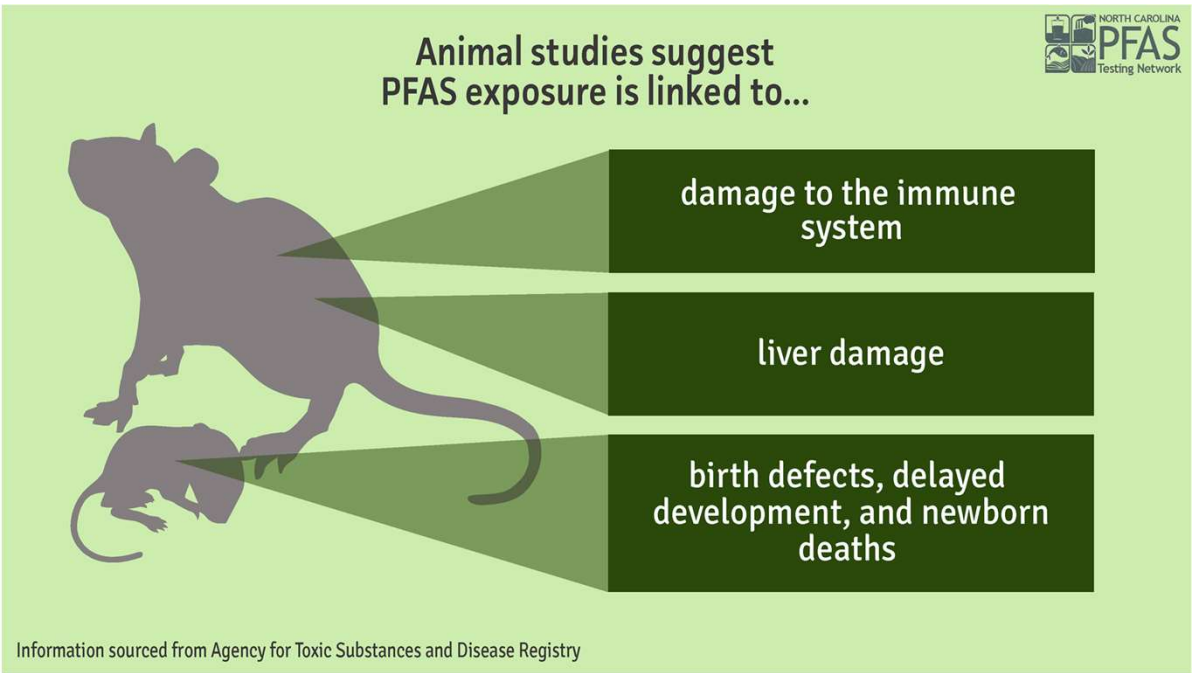 Animal studies suggest
PFAS exposure is linked to...
NORTH CAROLINA
PFAS
Testing Network
damage to the immune
system
liver damage
birth defects, delayed
development, and newborn
deaths
Information sourced from Agency for Toxic Substances and Disease Registry